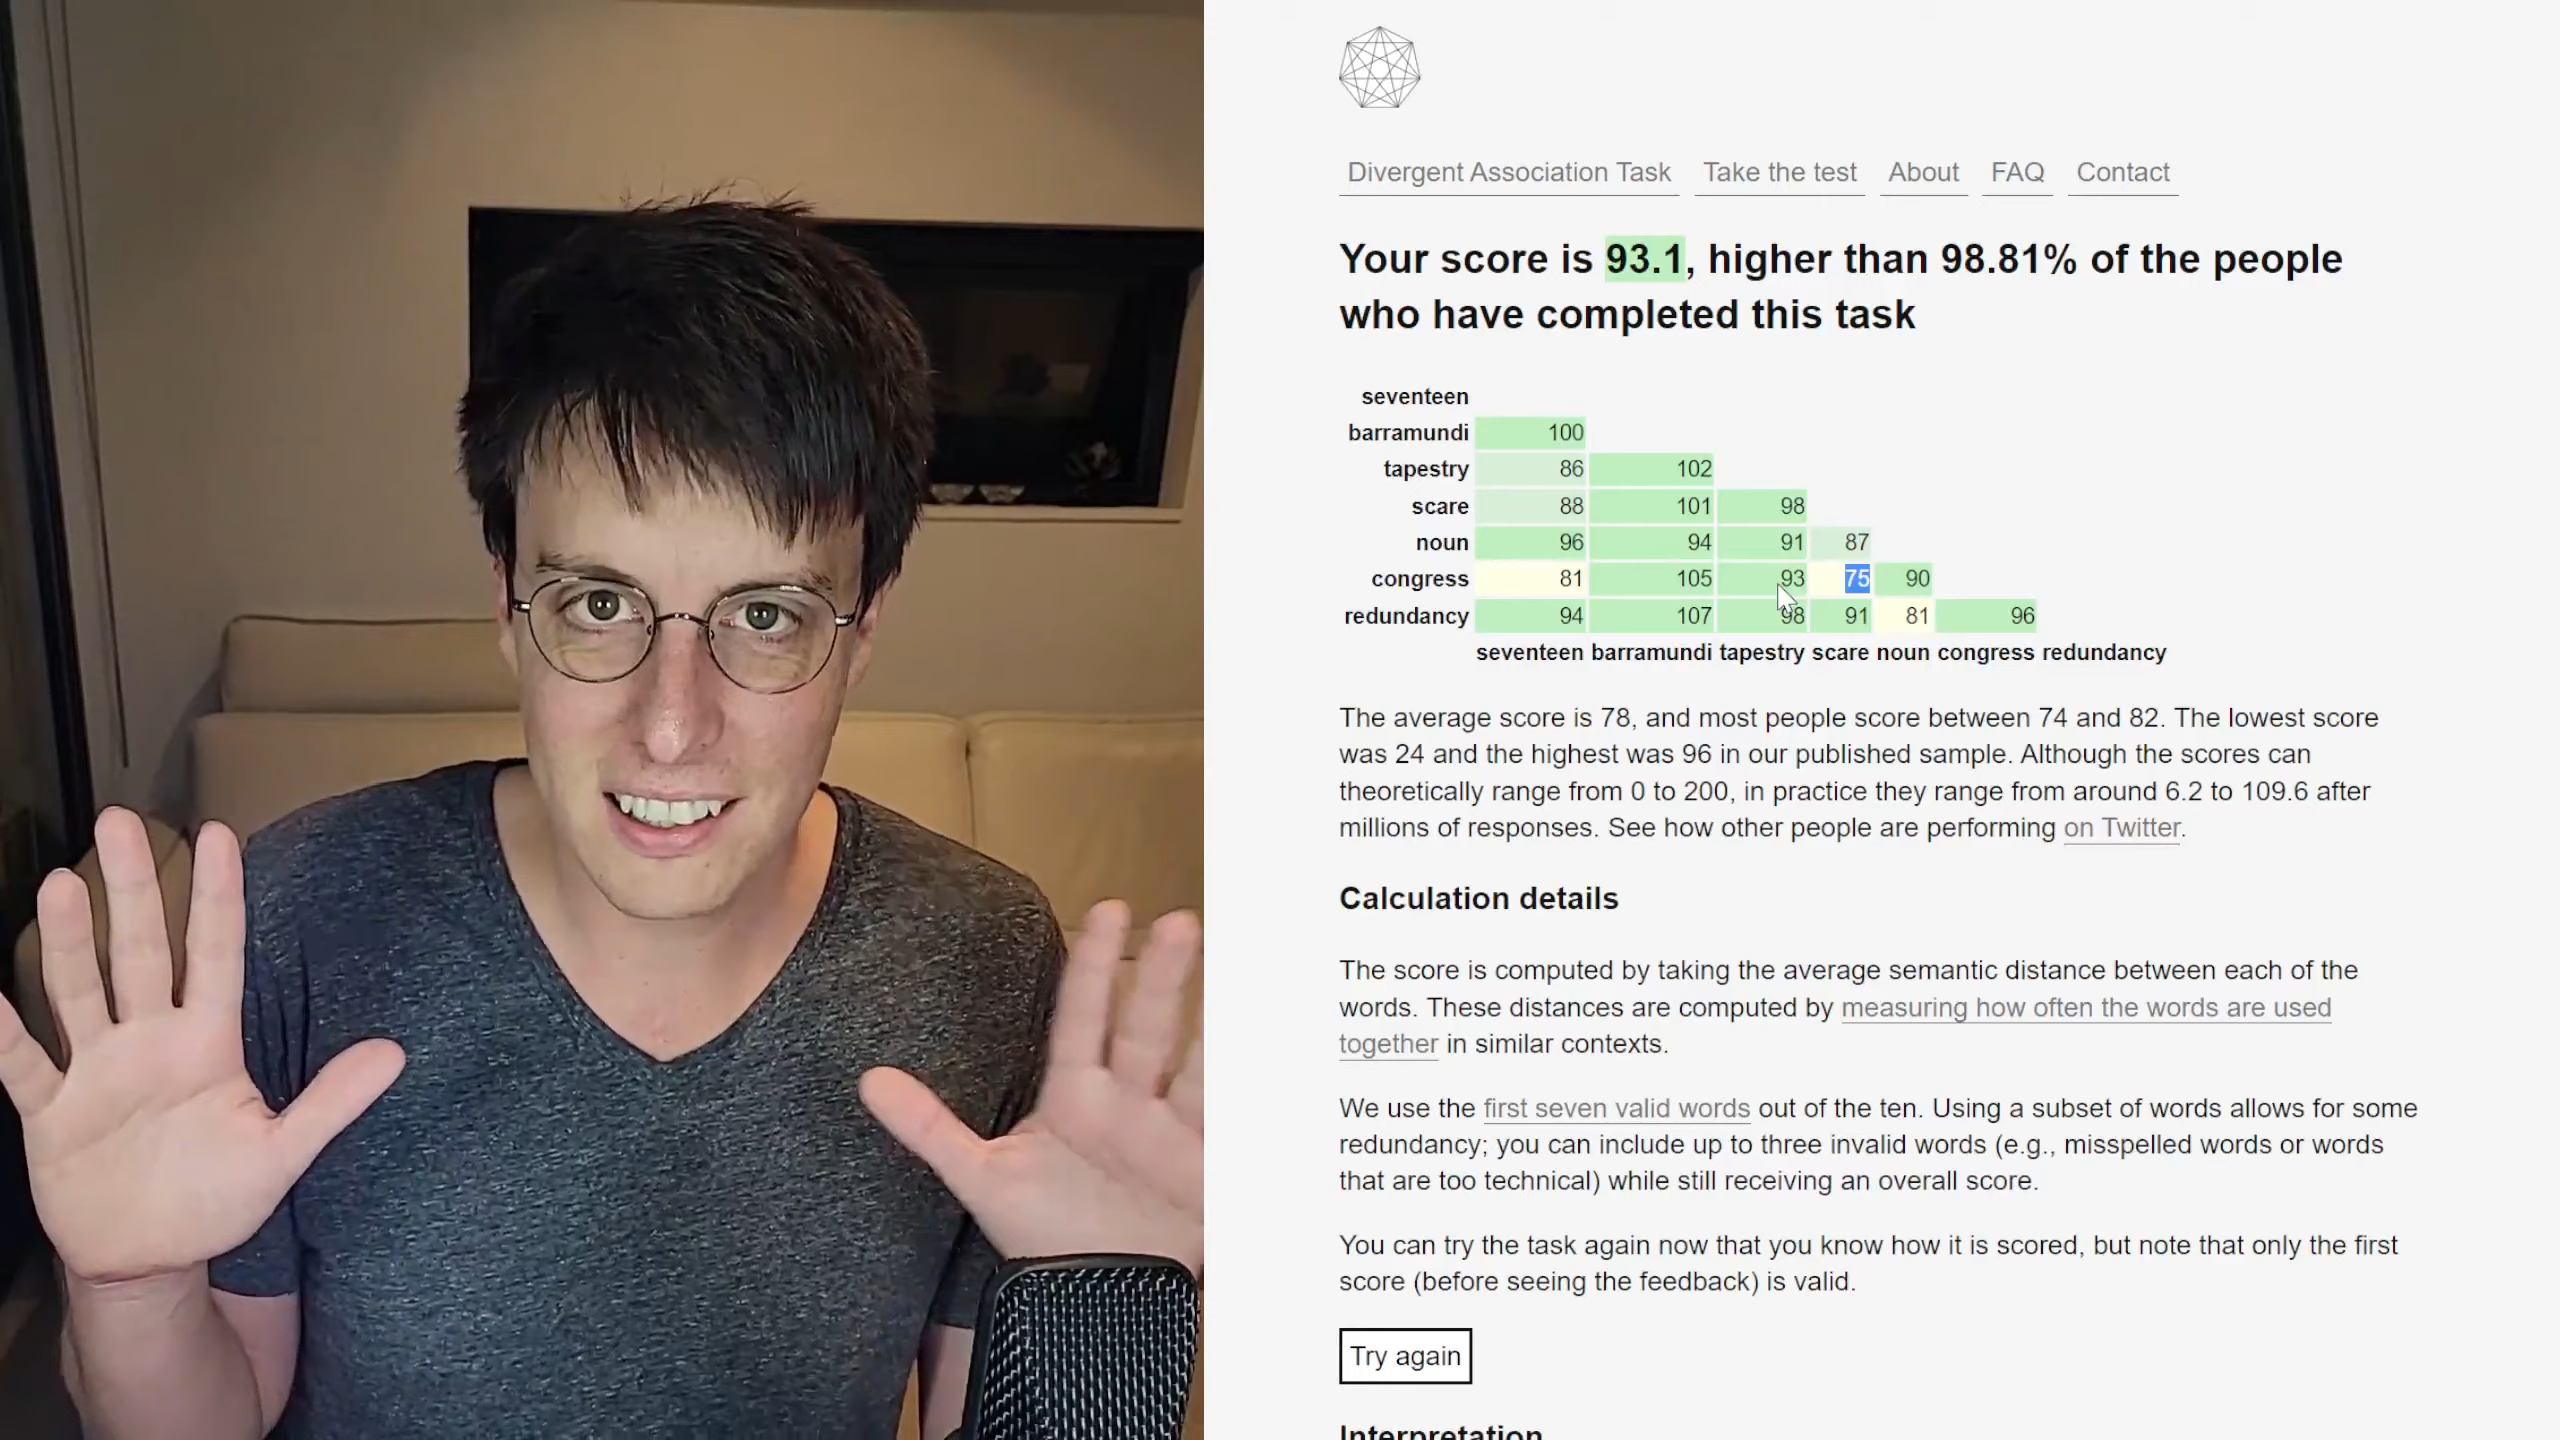 Divergent Association Task Take the test About FAQ Contact
Your score is 93.1, higher than 98.81% of the people
who have completed this task
seventeen
barramundi 100
tapestry 86 102
scare 88 101 98
noun 96 94 91 87
congress 81 105 93 75 90
redundancy 94 107 98 91 81 96
seventeen barramundi tapestry scare noun congress redundancy
The average score is 78, and most people score between 74 and 82. The lowest score
was 24 and the highest was 96 in our published sample. Although the scores can
theoretically range from 0 to 200, in practice they range from around 6.2 to 109.6 after
millions of responses. See how other people are performing on Twitter.
Calculation details
The score is computed by taking the average semantic distance between each of the
words. These distances are computed by measuring how often the words are used
together in similar contexts.
We use the first seven valid words out of the ten. Using a subset of words allows for some
redundancy; you can include up to three invalid words (e.g., misspelled words or words
that are too technical) while still receiving an overall score.
You can try the task again now that you know how it is scored, but note that only the first
score (before seeing the feedback) is valid.
Try again
Interpretation